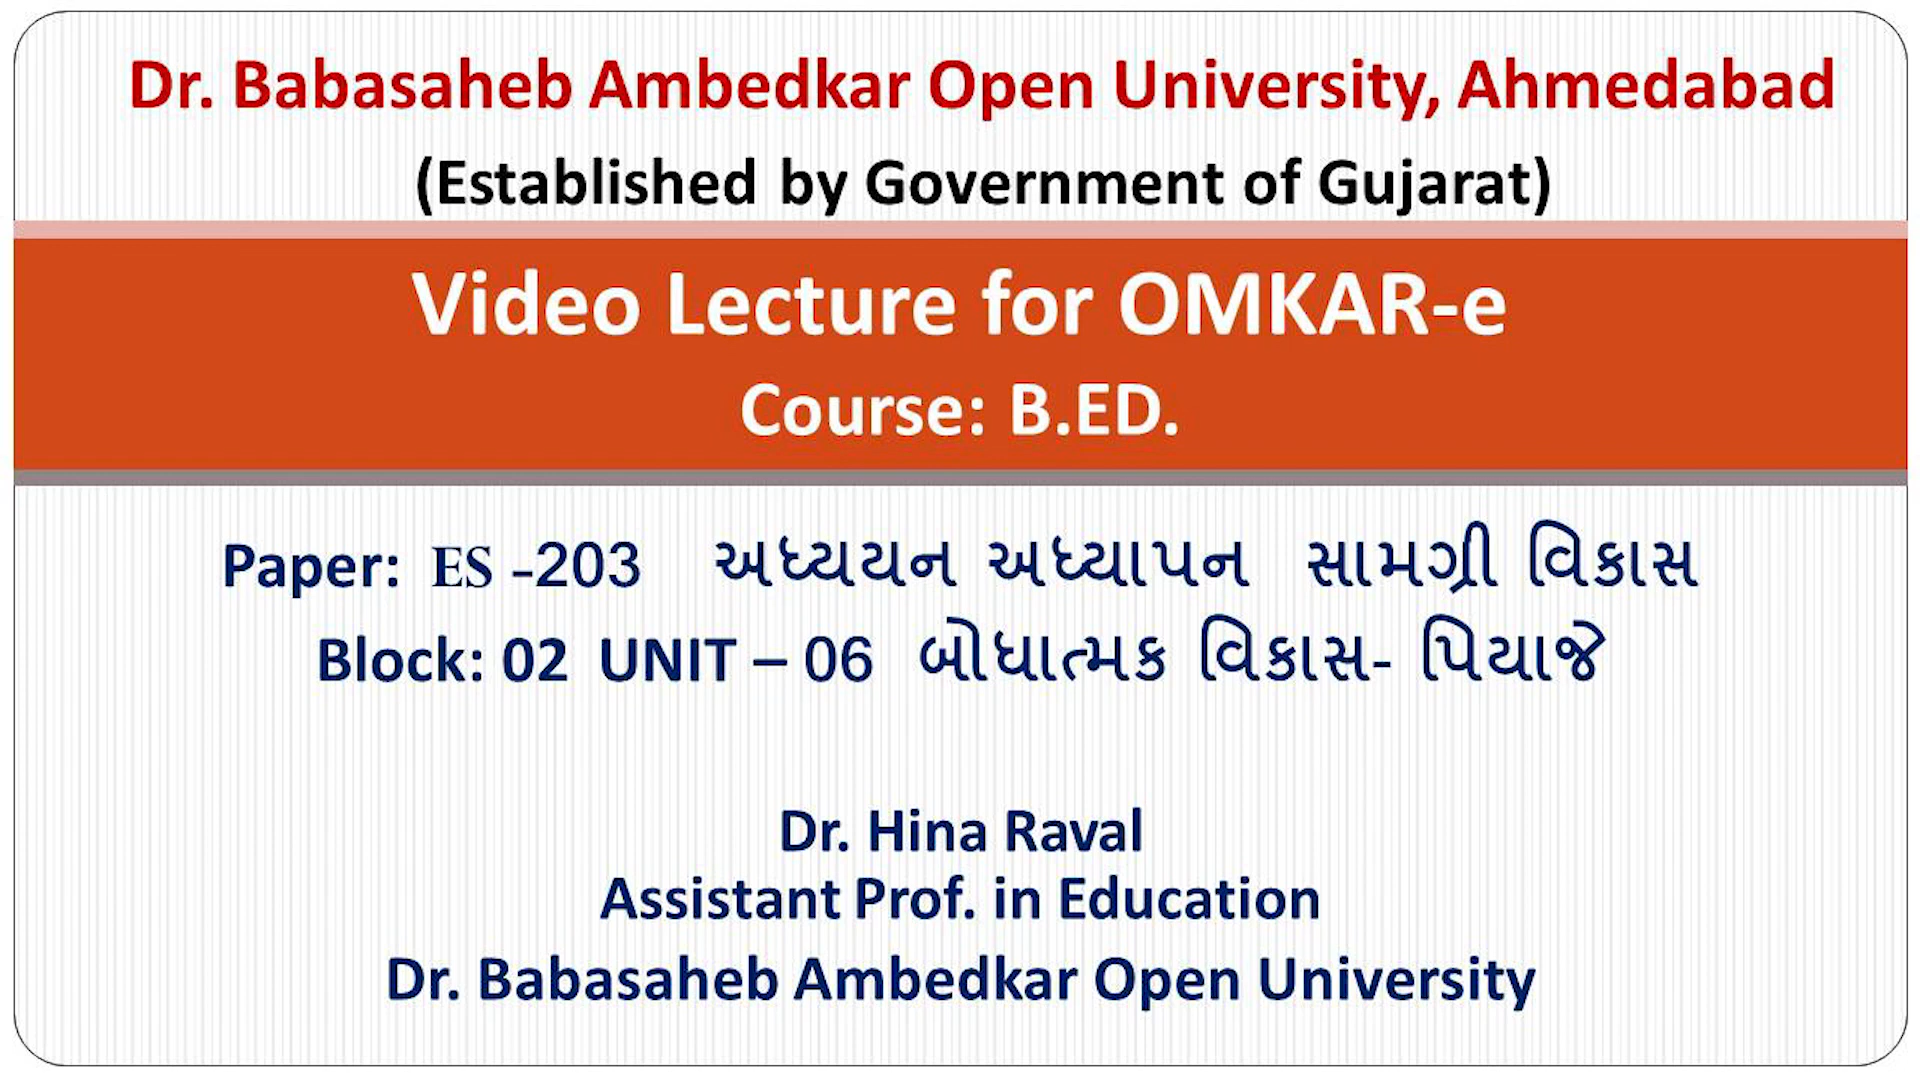 Dr. Babasaheb Ambedkar Open University, Ahmedabad
(Established by Government of Gujarat)
Video Lecture for OMKAR-e
Course: B.ED.
Paper: ES -203 અધ્યયન અધ્યાપન સામગ્રી વિકાસ
Block: 02 UNIT – 06 બોધાત્મક વિકાસ- પિયાજે
Dr. Hina Raval
Assistant Prof. in Education
Dr. Babasaheb Ambedkar Open University